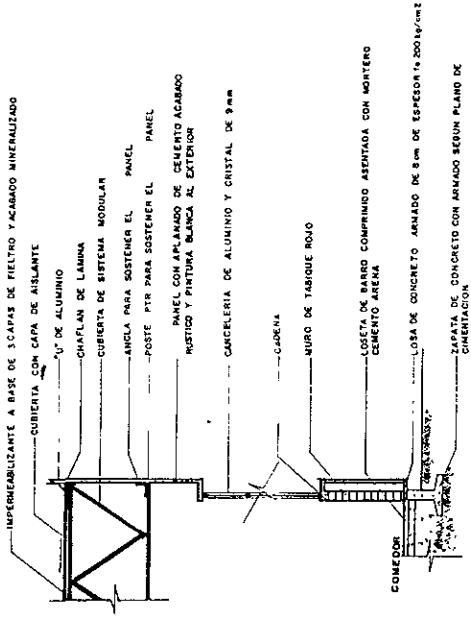 IMPERMEABILIZANTE A BASE DE 3 CAPAS DE FIELTRO Y ACABADO MINERALIZADO
CUBIERTA CON CAPA DE AISLANTE
"U" DE ALUMINIO
CHAFLAN DE LAMINA
CUBIERTA DE SISTEMA MODULAR
ANGLA PARA SOSTENER EL PANEL
POSTE PTR PARA SOSTENER EL PANEL
PANEL CON APLANADO DE CEMENTO ACABADO
RUSTICO Y PINTURA BLANCA AL EXTERIOR
CANCELERIA DE ALUMINIO Y CRISTAL DE 9 mm
CADENA
MURO DE TABIQUE ROJO
LOSETA DE BARRO COMPRIMIDO ASENTADA CON MORTERO
CEMENTO ARENA
LOSA DE CONCRETO ARMADO DE 8 cm DE ESPESOR fc 200 kg/cm2
ZAPATA DE CONCRETO CON ARMADO SEGUN PLANO DE
CIMENTACION
COMEDOR